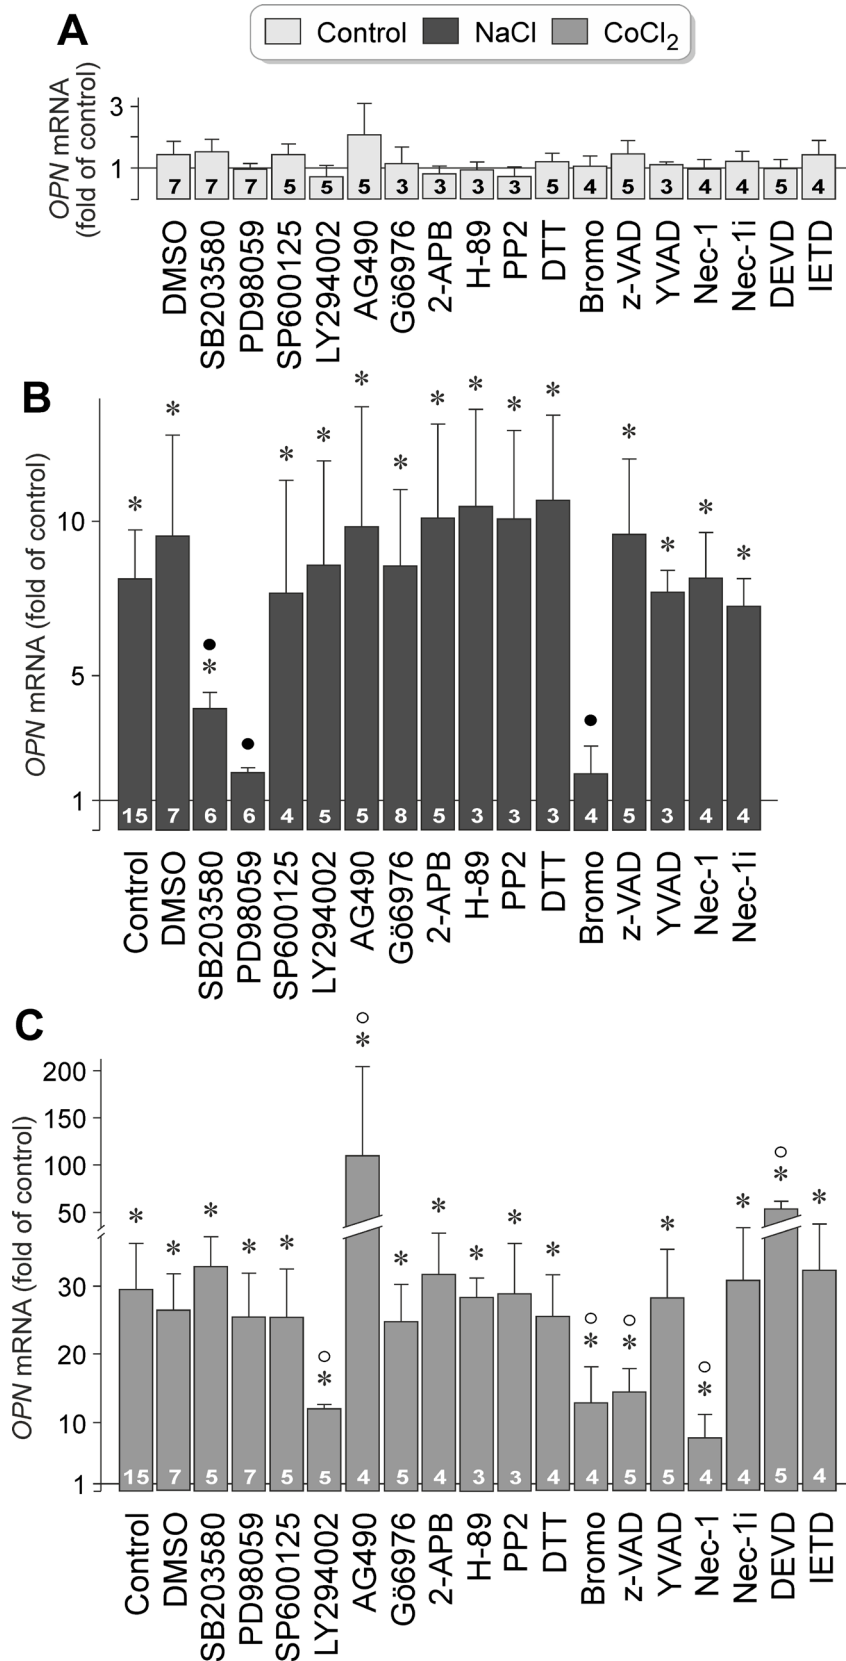 A
Control NaCl CoCl2
OPN mRNA
(fold of control)
3
1
7 7 7 5 5 5 3 3 3 3 5 4 5 3 4 4 5 4
DMSO SB203580 PD98059 SP600125 LY294002 AG490 Gö6976 2-APB H-89 PP2 DTT Bromo z-VAD YVAD Nec-1 Nec-1i DEVD IETD
B
OPN mRNA (fold of control)
10
5
1
* * ● * ● * * * * * * * * ● * * * *
15 7 6 6 4 5 5 8 5 3 3 3 4 5 3 4 4
Control DMSO SB203580 PD98059 SP600125 LY294002 AG490 Gö6976 2-APB H-89 PP2 DTT Bromo z-VAD YVAD Nec-1 Nec-1i
C
OPN mRNA (fold of control)
200
150
100
50
30
20
10
1
* * * * * ○ * ○ * * * * * * ○ * ○ * * ○ * * ○ * *
15 7 5 7 5 5 4 5 4 3 3 4 4 5 5 4 4 5 4
Control DMSO SB203580 PD98059 SP600125 LY294002 AG490 Gö6976 2-APB H-89 PP2 DTT Bromo z-VAD YVAD Nec-1 Nec-1i DEVD IETD